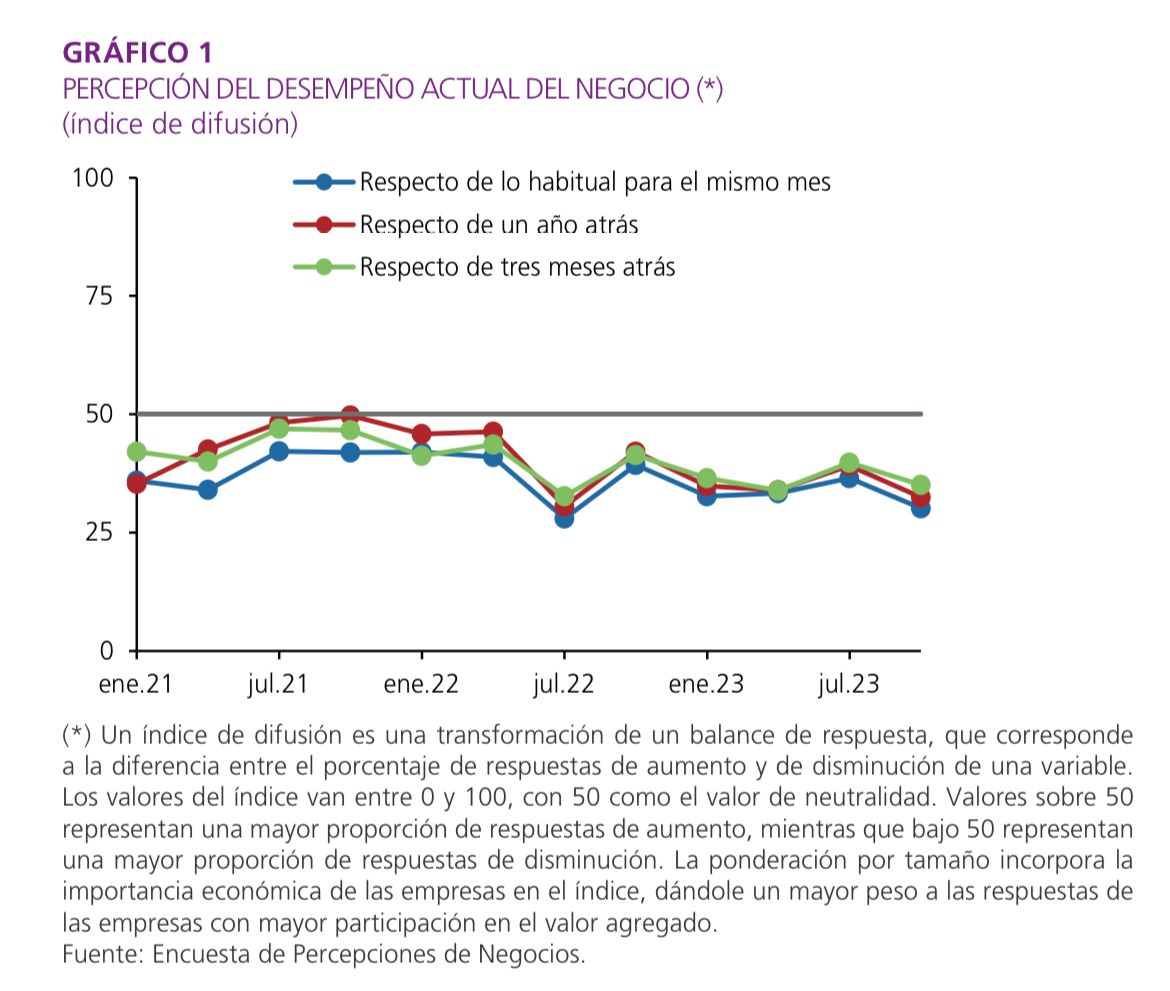 GRÁFICO 1
PERCEPCIÓN DEL DESEMPEÑO ACTUAL DEL NEGOCIO (*)
(índice de difusión)
100
75
50
25
0
Respecto de lo habitual para el mismo mes
Respecto de un año atrás
Respecto de tres meses atrás
ene.21
jul.21
ene.22
jul.22
ene.23
jul.23
(*) Un índice de difusión es una transformación de un balance de respuesta, que corresponde
a la diferencia entre el porcentaje de respuestas de aumento y de disminución de una variable.
Los valores del índice van entre 0 y 100, con 50 como el valor de neutralidad. Valores sobre 50
representan una mayor proporción de respuestas de aumento, mientras que bajo 50 representan
una mayor proporción de respuestas de disminución. La ponderación por tamaño incorpora la
importancia económica de las empresas en el índice, dándole un mayor peso a las respuestas de
las empresas con mayor participación en el valor agregado.
Fuente: Encuesta de Percepciones de Negocios.